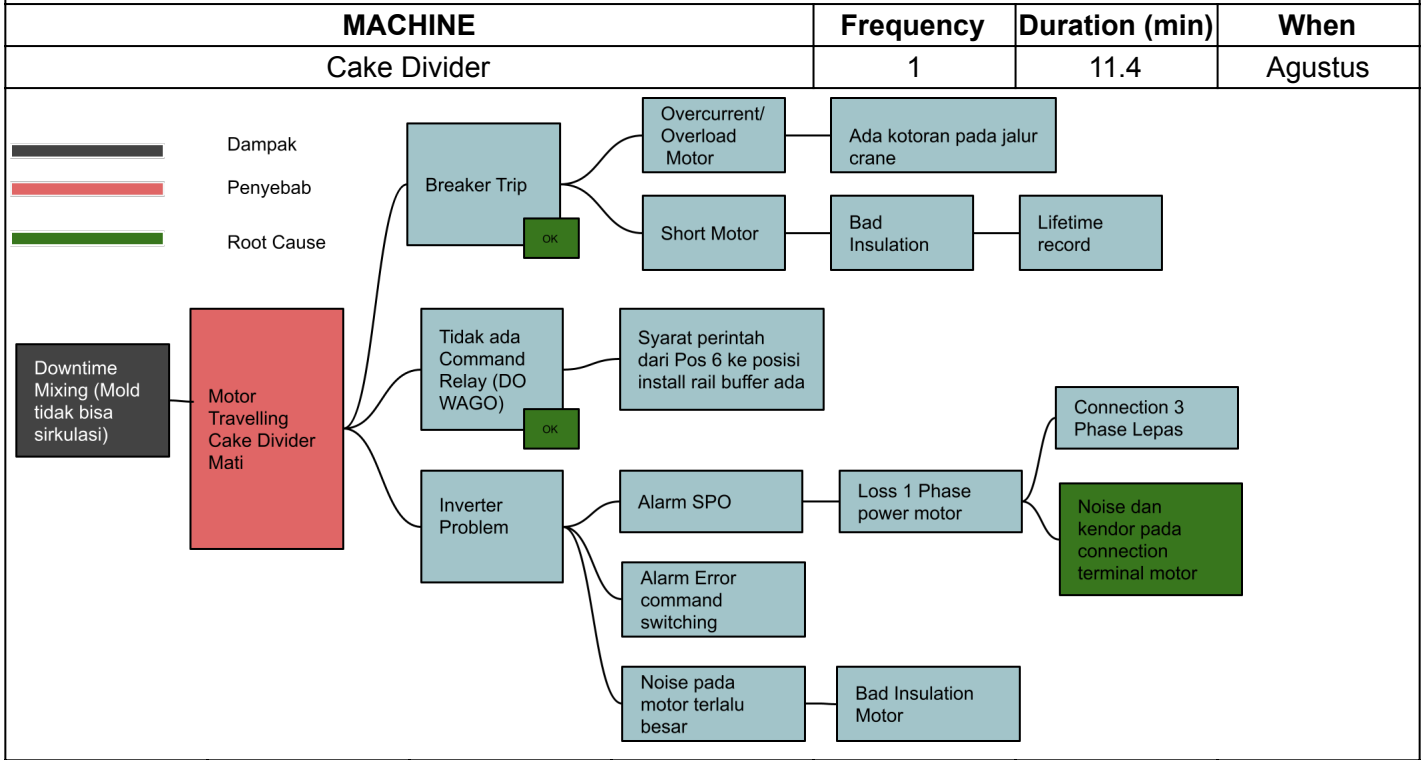 MACHINE Frequency Duration (min) When
Cake Divider 1 11.4 Agustus
Dampak
Penyebab
Root Cause
Downtime
Mixing (Mold
tidak bisa
sirkulasi)
Motor
Travelling
Cake Divider
Mati
Breaker Trip
OK
Overcurrent/
Overload
Motor
Ada kotoran pada jalur
crane
Short Motor
Bad
Insulation
Lifetime
record
Tidak ada
Command
Relay (DO
WAGO)
OK
Syarat perintah
dari Pos 6 ke posisi
install rail buffer ada
Inverter
Problem
Alarm SPO
Loss 1 Phase
power motor
Connection 3
Phase Lepas
Noise dan
kendor pada
connection
terminal motor
Alarm Error
command
switching
Noise pada
motor terlalu
besar
Bad Insulation
Motor